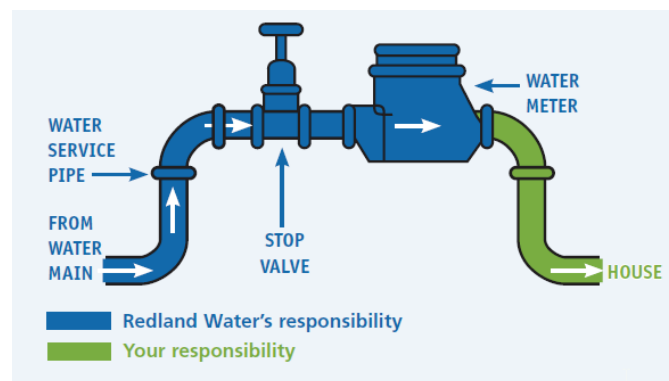 WATER
METER
WATER
SERVICE
PIPE
FROM
WATER
MAIN
STOP
VALVE
HOUSE
Redland Water's responsibility
Your responsibility